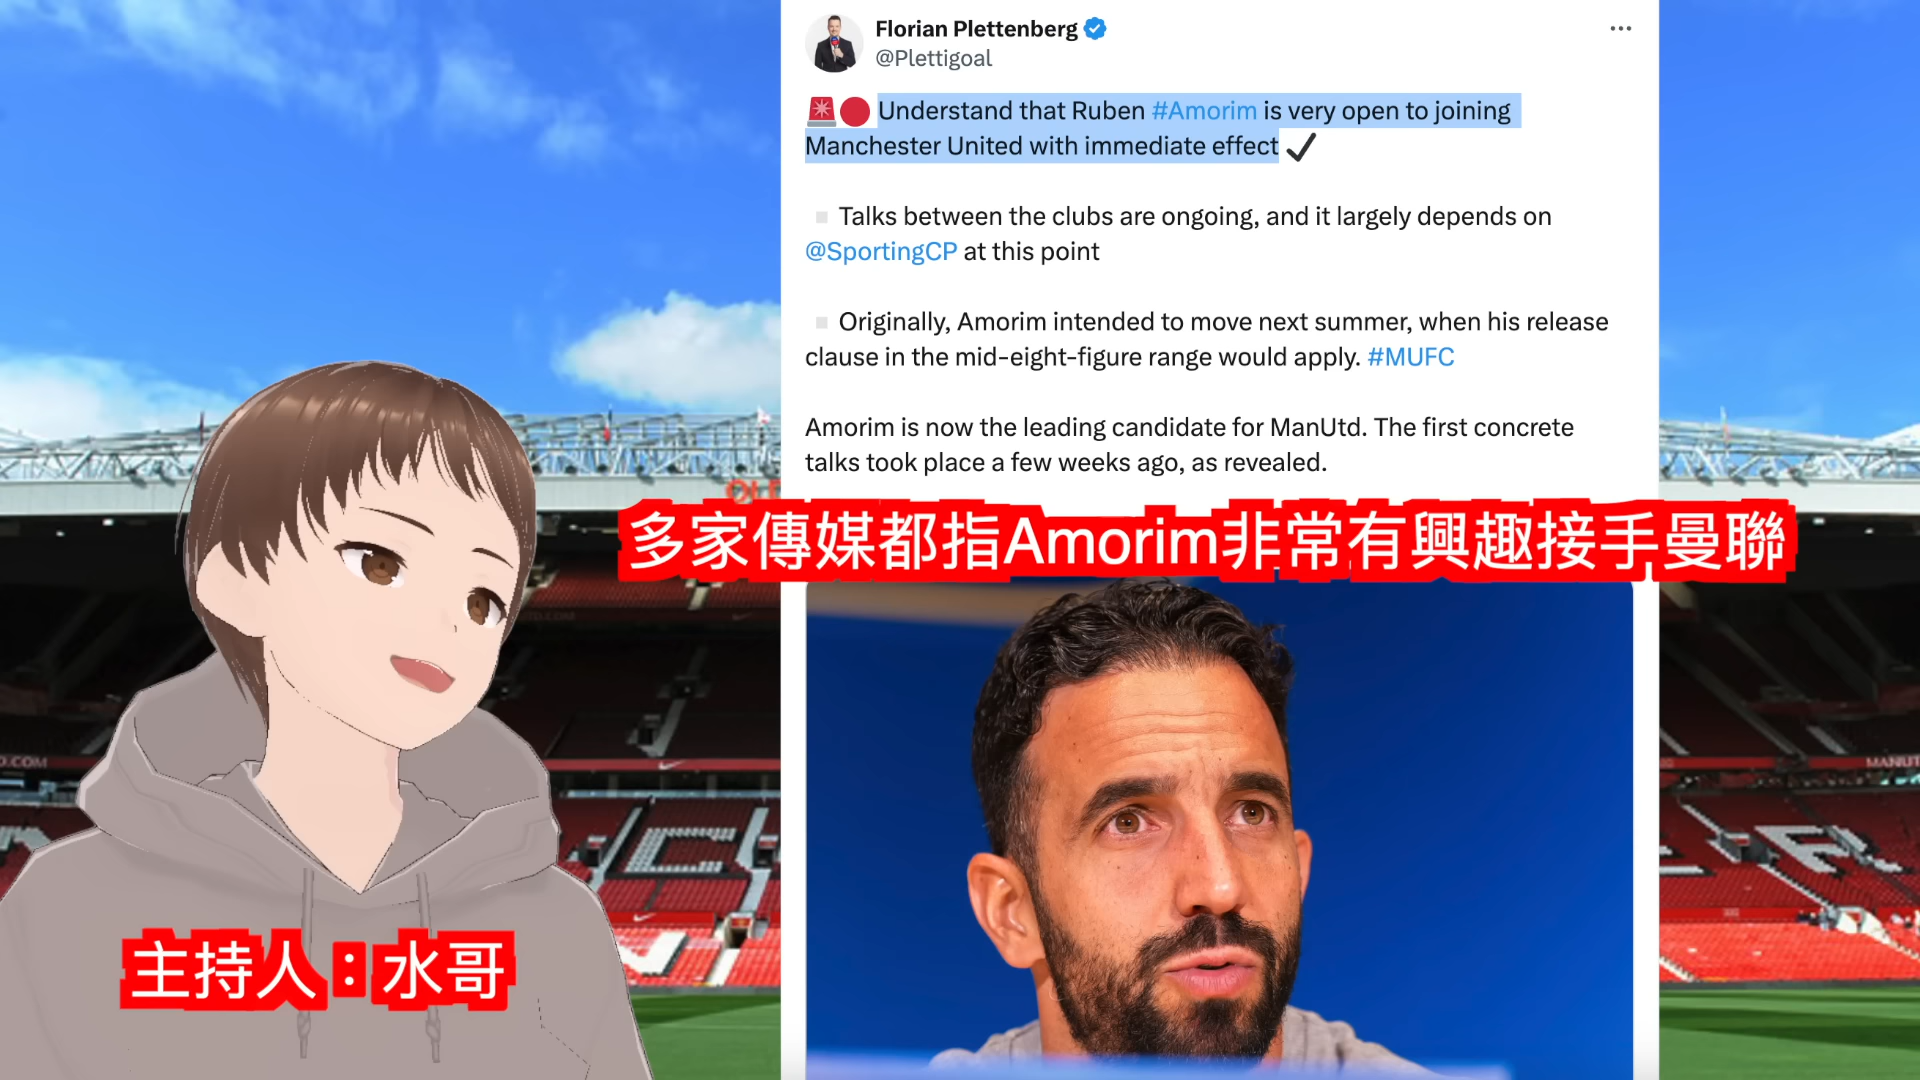 Florian Plettenberg
@Plettigoal
🚨🔴 Understand that Ruben #Amorim is very open to joining
Manchester United with immediate effect ✔️
▫️Talks between the clubs are ongoing, and it largely depends on
@SportingCP at this point
▫️Originally, Amorim intended to move next summer, when his release
clause in the mid-eight-figure range would apply. #MUFC
Amorim is now the leading candidate for ManUtd. The first concrete
talks took place a few weeks ago, as revealed.
多家傳媒都指Amorim非常有興趣接手曼聯
主持人：水哥